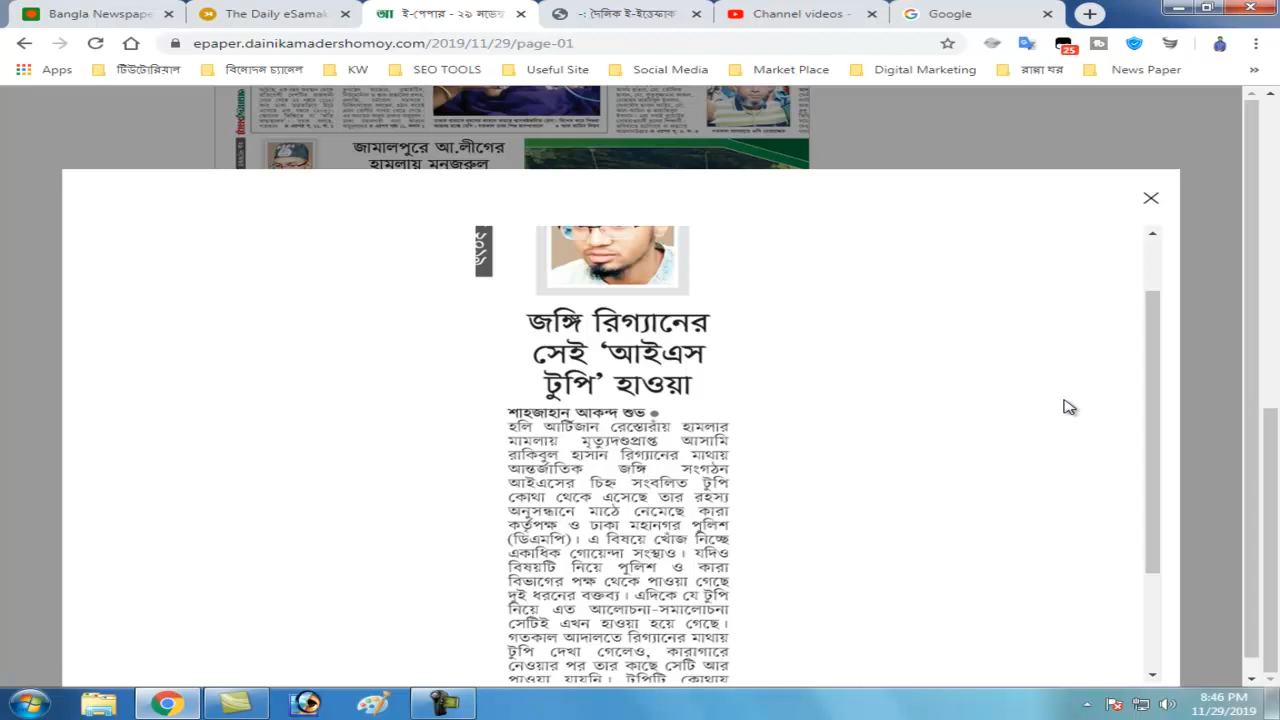 Bangla Newspape
The Daily eSamak
ই-পেপার - ২৯ নভেম্ব
-: দৈনিক ই-ইত্তেফাক
Channel videos -
Google
epaper.dainikamadershomoy.com/2019/11/29/page-01
25
Apps
টিউটোরিয়াল
বিনোদন চ্যানেল
KW
SEO TOOLS
Useful Site
Social Media
Market Place
Digital Marketing
রান্না ঘর
News Paper
»
জামালপুরে আ.লীগের
হামলায় মনজরুল
জঙ্গি রিগ্যানের
সেই ‘আইএস
টুপি’ হাওয়া
শাহজাহান আকন্দ শুভ ●
হলি আর্টিজান রেস্তোরাঁয় হামলার
মামলায় মৃত্যুদণ্ডপ্রাপ্ত আসামি
রাকিবুল হাসান রিগ্যানের মাথায়
আন্তর্জাতিক জঙ্গি সংগঠন
আইএসের চিহ্ন সংবলিত টুপি
কোথা থেকে এসেছে তার রহস্য
অনুসন্ধানে মাঠে নেমেছে কারা
কর্তৃপক্ষ ও ঢাকা মহানগর পুলিশ
(ডিএমপি)। এ বিষয়ে খোঁজ নিচ্ছে
একাধিক গোয়েন্দা সংস্থাও। যদিও
বিষয়টি নিয়ে পুলিশ ও কারা
বিভাগের পক্ষ থেকে পাওয়া গেছে
দুই ধরনের বক্তব্য। এদিকে যে টুপি
নিয়ে এত আলোচনা-সমালোচনা
সেটিই এখন হাওয়া হয়ে গেছে।
গতকাল আদালতে রিগ্যানের মাথায়
টুপি দেখা গেলেও, কারাগারে
নেওয়ার পর তার কাছে সেটি আর
পাওয়া যায়নি। টুপিটি কোথায়
8:46 PM
11/29/2019